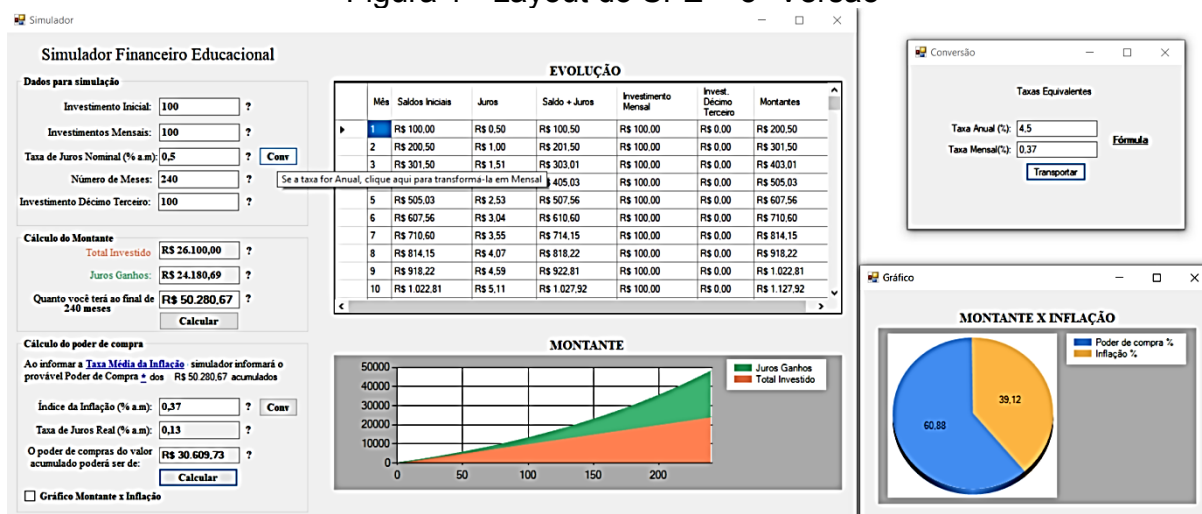 Simulador
Simulador Financeiro Educacional
Dados para simulação
Investimento Inicial: 100 ?
Investimentos Mensais: 100 ?
Taxa de Juros Nominal (% a.m): 0,5 ? Conv
Se a taxa for Anual, clique aqui para transformá-la em Mensal
Número de Meses: 240 ?
Investimento Décimo Terceiro: 100 ?
Cálculo do Montante
Total Investido R$ 26.100,00 ?
Juros Ganhos: R$ 24.180,69 ?
Quanto você terá ao final de
240 meses
R$ 50.280,67 ?
Calcular
Cálculo do poder de compra
Ao informar a Taxa Média da Inflação simulador informará o
provável Poder de Compra * dos R$ 50.280,67 acumulados
Índice da Inflação (% a.m): 0,37 ? Conv
Taxa de Juros Real (% a.m): 0,13 ?
O poder de compras do valor
acumulado poderá ser de:
R$ 30.609,73 ?
Calcular
Gráfico Montante x Inflação
EVOLUÇÃO
Mês Saldos Iniciais Juros Saldo + Juros Investimento Mensal Invest. Décimo Terceiro Montantes
1 R$ 100,00 R$ 0,50 R$ 100,50 R$ 100,00 R$ 0,00 R$ 200,50
2 R$ 200,50 R$ 1,00 R$ 201,50 R$ 100,00 R$ 0,00 R$ 301,50
3 R$ 301,50 R$ 1,51 R$ 303,01 R$ 100,00 R$ 0,00 R$ 403,01
405,03 R$ 100,00 R$ 0,00 R$ 505,03
5 R$ 505,03 R$ 2,53 R$ 507,56 R$ 100,00 R$ 0,00 R$ 607,56
6 R$ 607,56 R$ 3,04 R$ 610,60 R$ 100,00 R$ 0,00 R$ 710,60
7 R$ 710,60 R$ 3,55 R$ 714,15 R$ 100,00 R$ 0,00 R$ 814,15
8 R$ 814,15 R$ 4,07 R$ 818,22 R$ 100,00 R$ 0,00 R$ 918,22
9 R$ 918,22 R$ 4,59 R$ 922,81 R$ 100,00 R$ 0,00 R$ 1.022,81
10 R$ 1.022,81 R$ 5,11 R$ 1.027,92 R$ 100,00 R$ 0,00 R$ 1.127,92
MONTANTE
50000
40000
30000
20000
10000
0
0 50 100 150 200
Juros Ganhos
Total Investido
Conversão
Taxas Equivalentes
Taxa Anual (%): 4,5
Taxa Mensal(%): 0,37
Fórmula
Transportar
Gráfico
MONTANTE X INFLAÇÃO
Poder de compra %
Inflação %
39,12
60,88